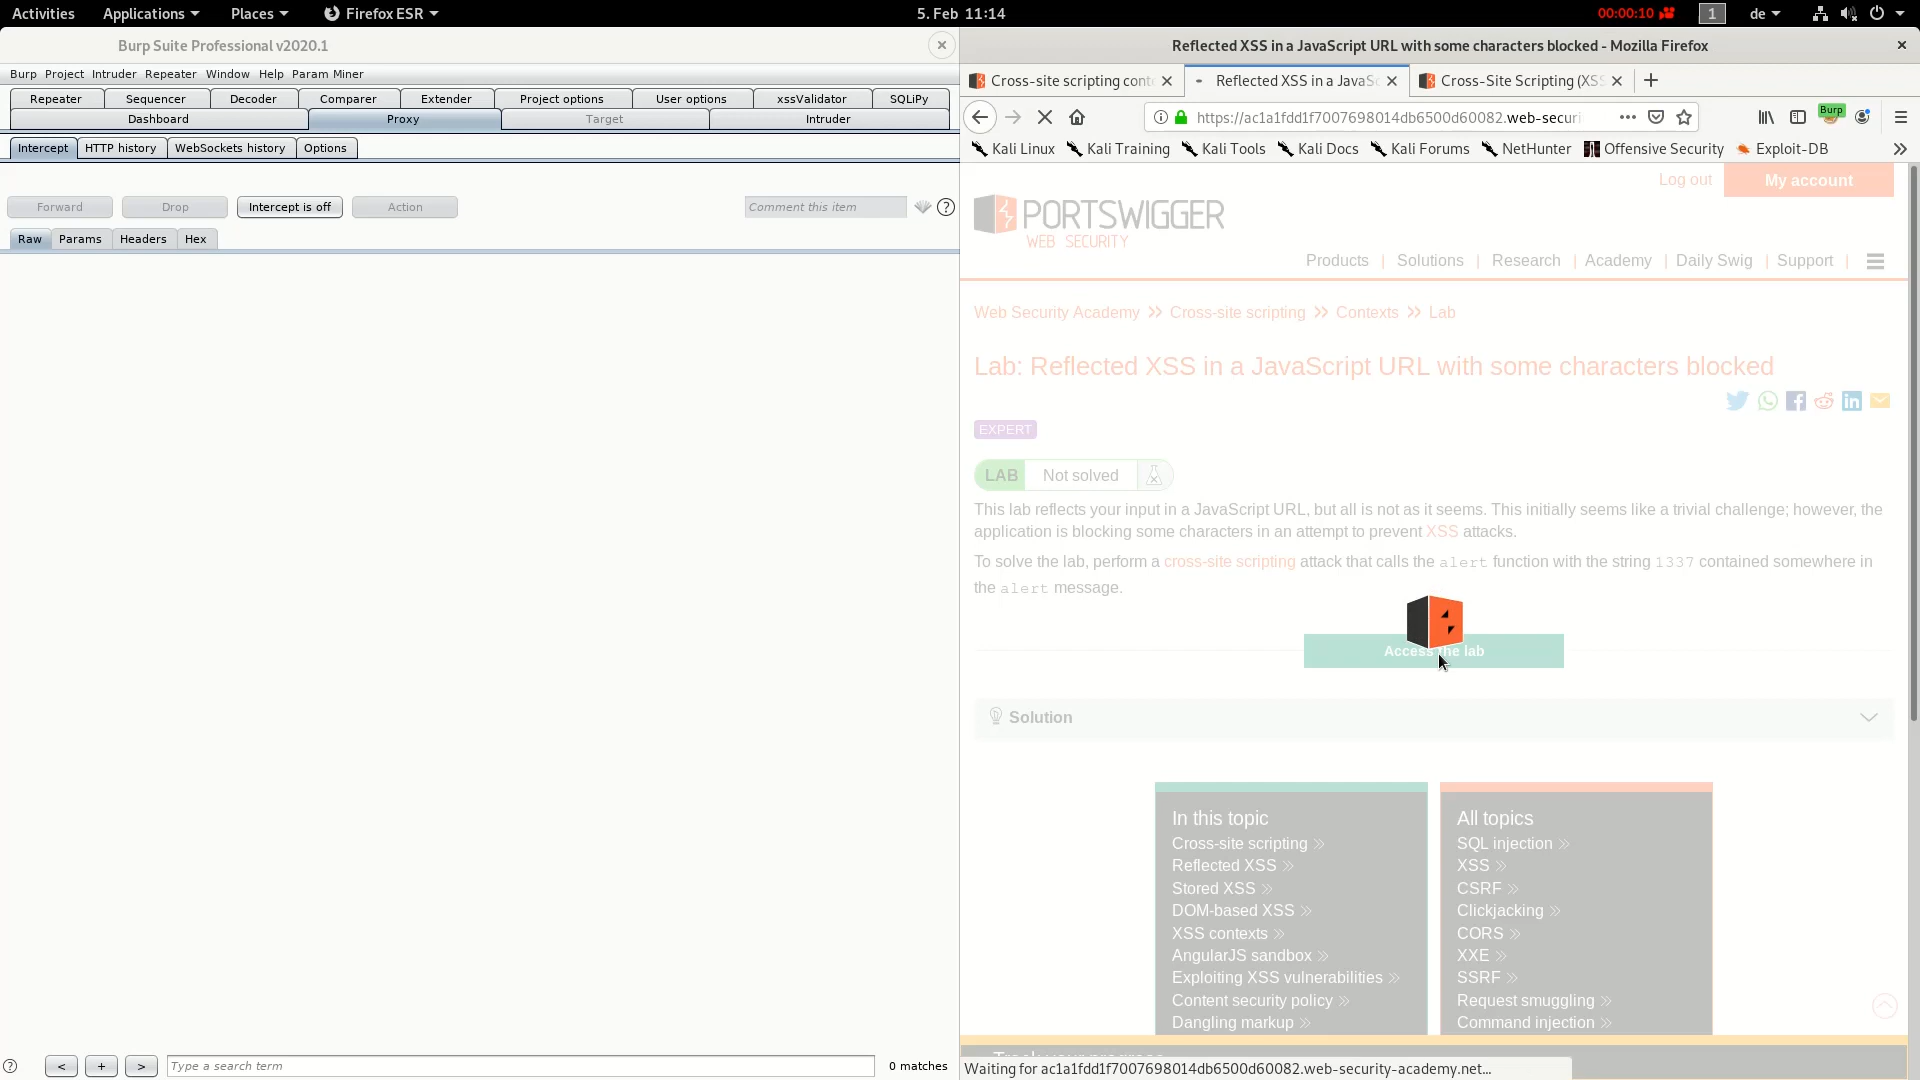 Activities Applications Places Firefox ESR 5. Feb 11:14 00:00:10 1 de
Burp Suite Professional v2020.1
Burp Project Intruder Repeater Window Help Param Miner
Repeater Sequencer Decoder Comparer Extender Project options User options xssValidator SQLiPy
Dashboard Proxy Target Intruder
Intercept HTTP history WebSockets history Options
Forward Drop Intercept is off Action Comment this item ?
Raw Params Headers Hex
? < + > Type a search term 0 matches
Reflected XSS in a JavaScript URL with some characters blocked - Mozilla Firefox
Cross-site scripting cont Reflected XSS in a JavaSc Cross-Site Scripting (XSS
https://ac1a1fdd1f7007698014db6500d60082.web-securi Burp
Kali Linux Kali Training Kali Tools Kali Docs Kali Forums NetHunter Offensive Security Exploit-DB
Log out My account
PORTSWIGGER
WEB SECURITY
Products | Solutions | Research | Academy | Daily Swig | Support |
Web Security Academy Cross-site scripting Contexts Lab
Lab: Reflected XSS in a JavaScript URL with some characters blocked
EXPERT
LAB Not solved
This lab reflects your input in a JavaScript URL, but all is not as it seems. This initially seems like a trivial challenge; however, the
application is blocking some characters in an attempt to prevent XSS attacks.
To solve the lab, perform a cross-site scripting attack that calls the alert function with the string 1337 contained somewhere in
the alert message.
Access the lab
Solution
In this topic
Cross-site scripting
Reflected XSS
Stored XSS
DOM-based XSS
XSS contexts
AngularJS sandbox
Exploiting XSS vulnerabilities
Content security policy
Dangling markup
All topics
SQL injection
XSS
CSRF
Clickjacking
CORS
XXE
SSRF
Request smuggling
Command injection
Track your progress
Waiting for ac1a1fdd1f7007698014db6500d60082.web-security-academy.net...